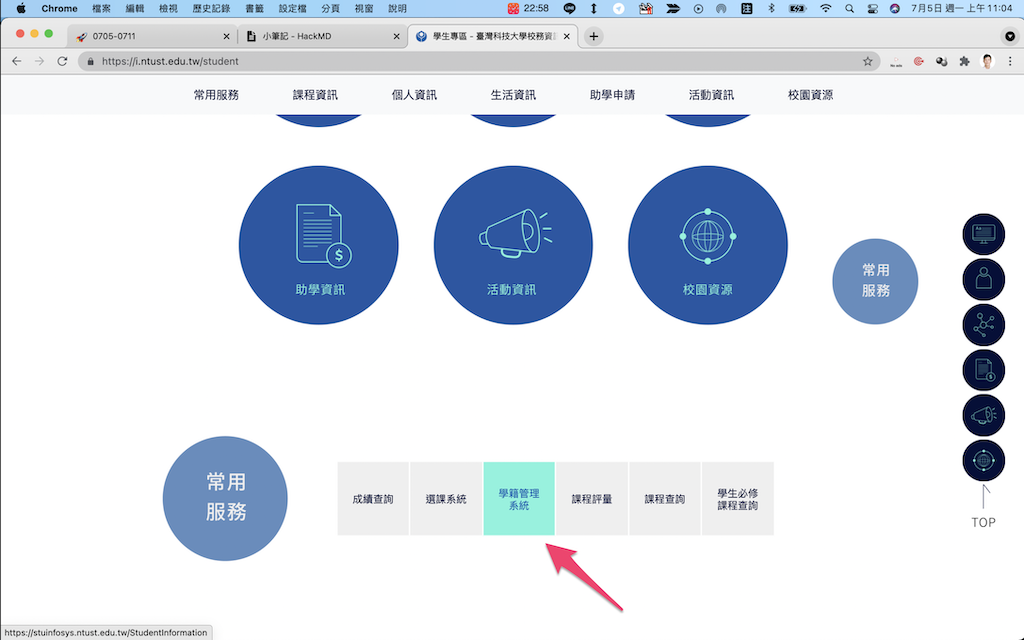 Chrome 檔案 編輯 檢視 歷史記錄 書籤 設定檔 分頁 視窗 說明 22:58 注 7月5日 週一 上午11:04
0705-0711 小筆記 - HackMD 學生專區 - 臺灣科技大學校務資
https://i.ntust.edu.tw/student
常用服務 課程資訊 個人資訊 生活資訊 助學申請 活動資訊 校園資源
助學資訊 活動資訊 校園資源
常用
服務
常用
服務
成績查詢
選課系統
學籍管理
系統
課程評量
課程查詢
學生必修
課程查詢
TOP
https://stuinfosys.ntust.edu.tw/StudentInformation